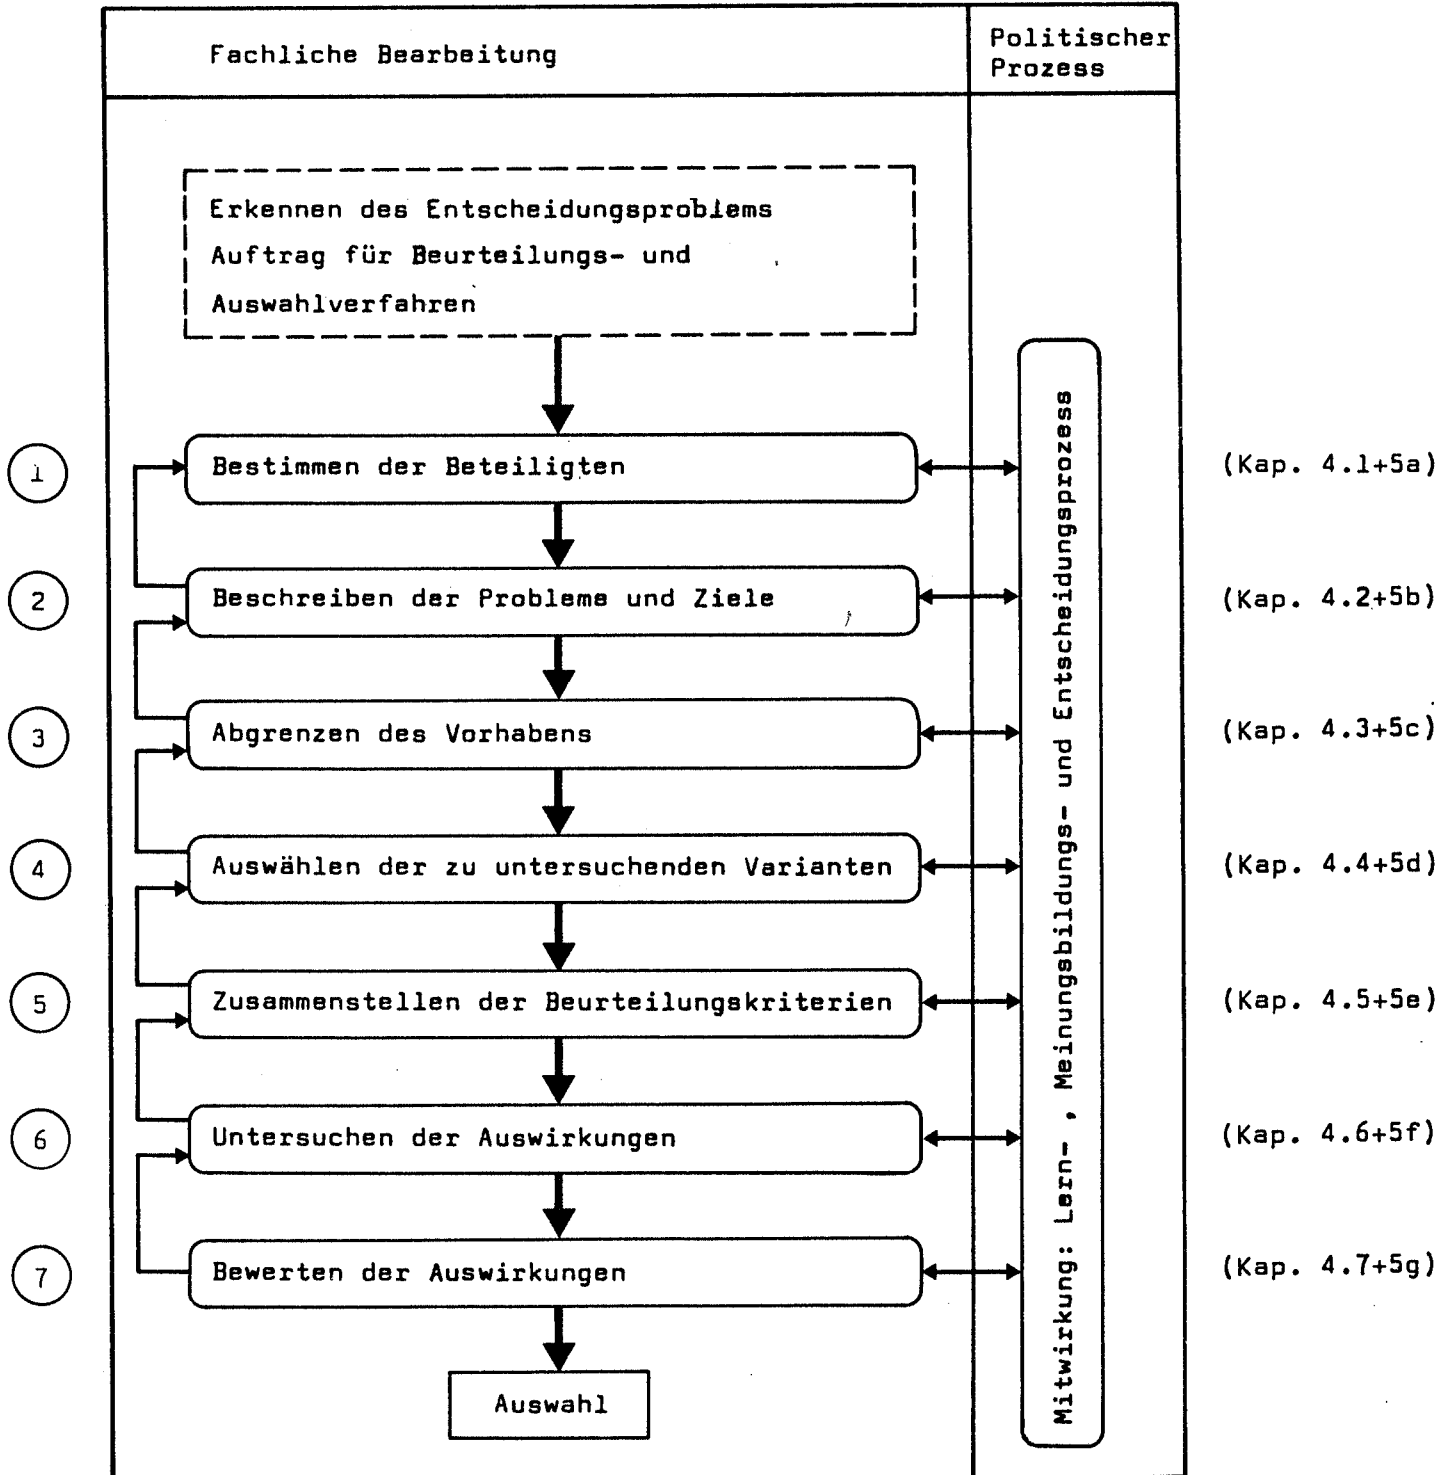 Fachliche Bearbeitung
Politischer
Prozess
Erkennen des Entscheidungsproblems
Auftrag für Beurteilungs- und
Auswahlverfahren
1
Bestimmen der Beteiligten
(Kap. 4.1+5a)
2
Beschreiben der Probleme und Ziele
(Kap. 4.2+5b)
3
Abgrenzen des Vorhabens
(Kap. 4.3+5c)
4
Auswählen der zu untersuchenden Varianten
(Kap. 4.4+5d)
5
Zusammenstellen der Beurteilungskriterien
(Kap. 4.5+5e)
6
Untersuchen der Auswirkungen
(Kap. 4.6+5f)
7
Bewerten der Auswirkungen
(Kap. 4.7+5g)
Auswahl
Mitwirkung: Lern- , Meinungsbildungs- und Entscheidungsprozess